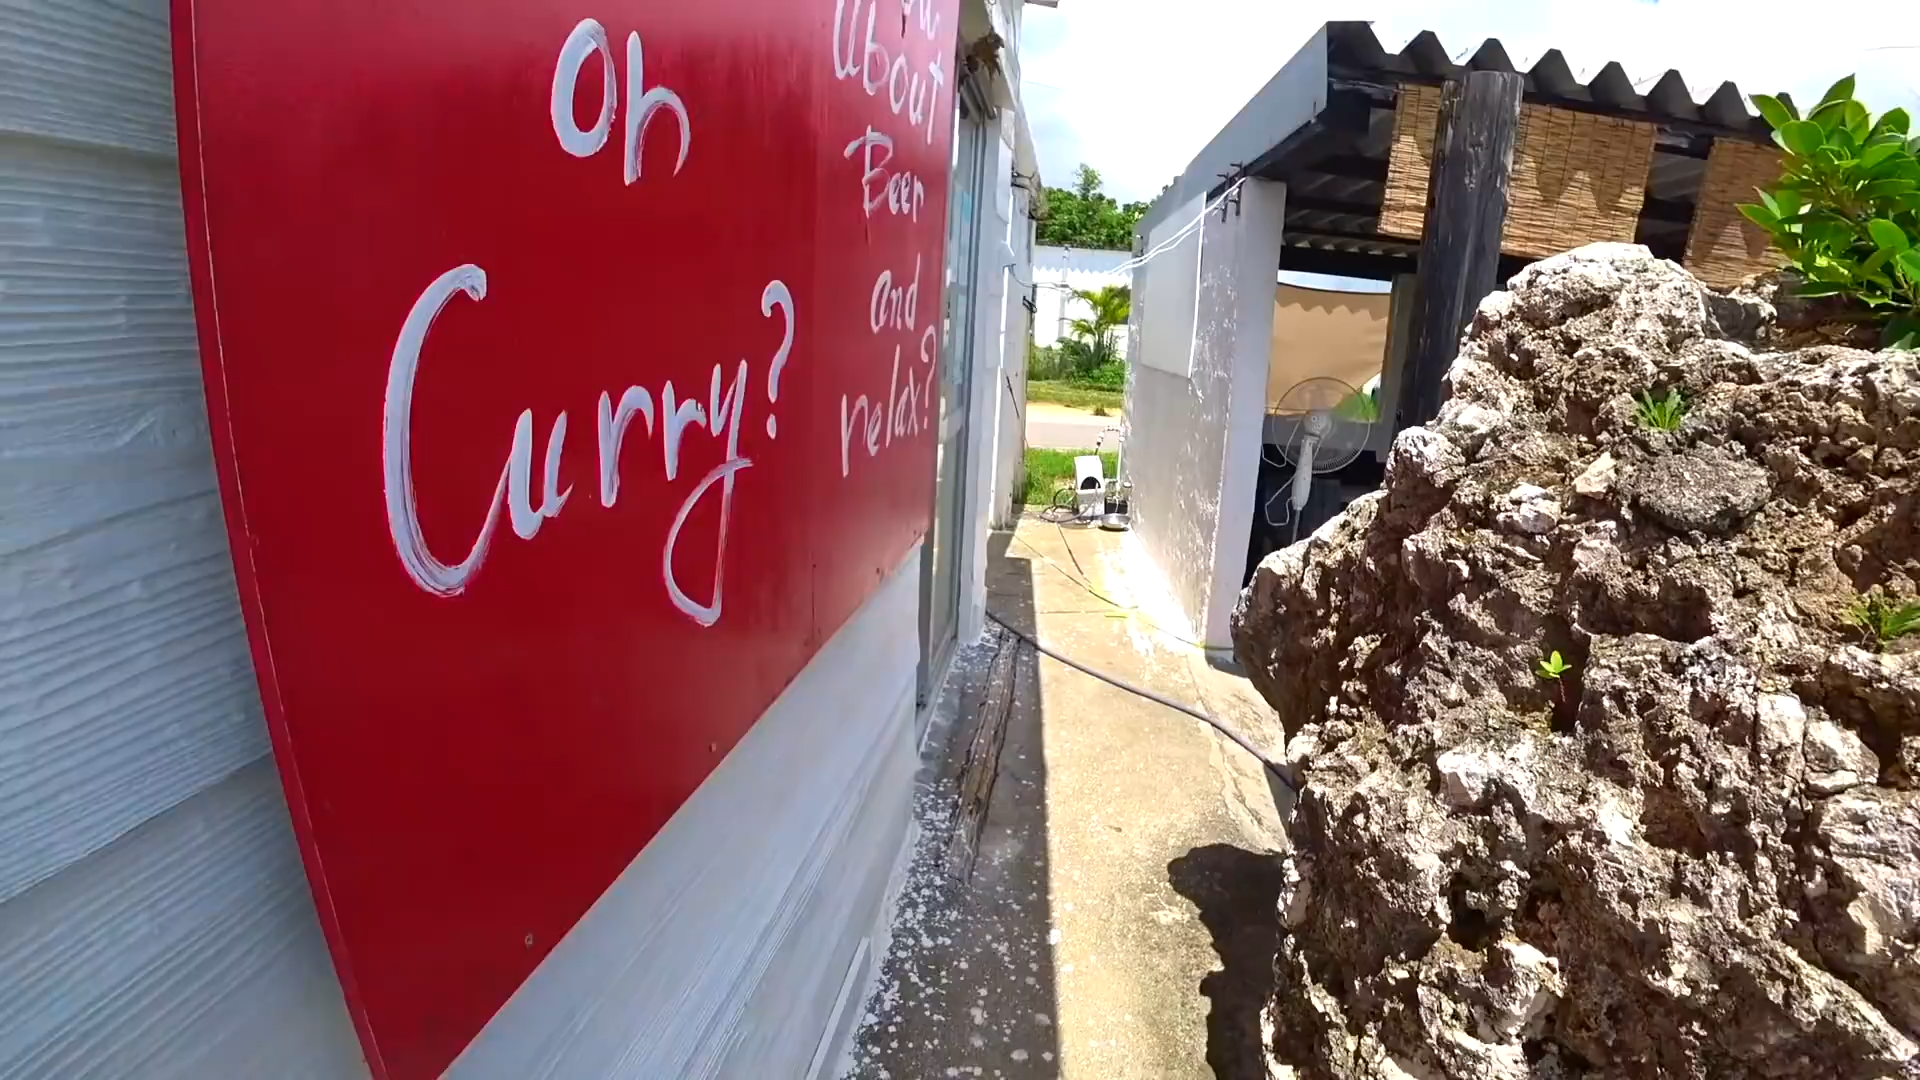 Oh
Curry?
About
Beer
and
relax?